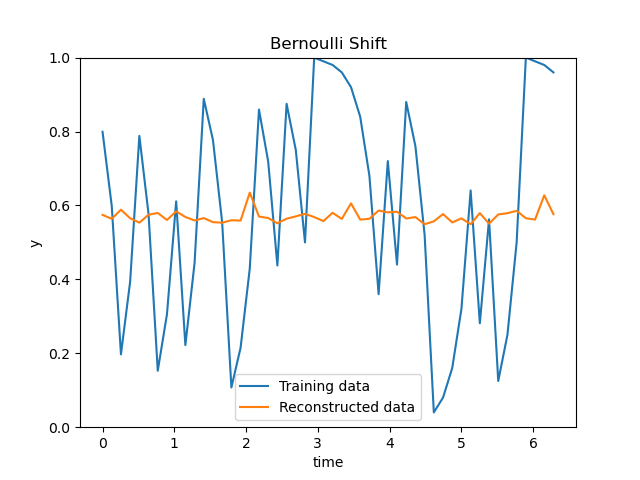 Bernoulli Shift
1.0
0.8
0.6
0.4
0.2
0.0
y
Training data
Reconstructed data
0 1 2 3 4 5 6
time